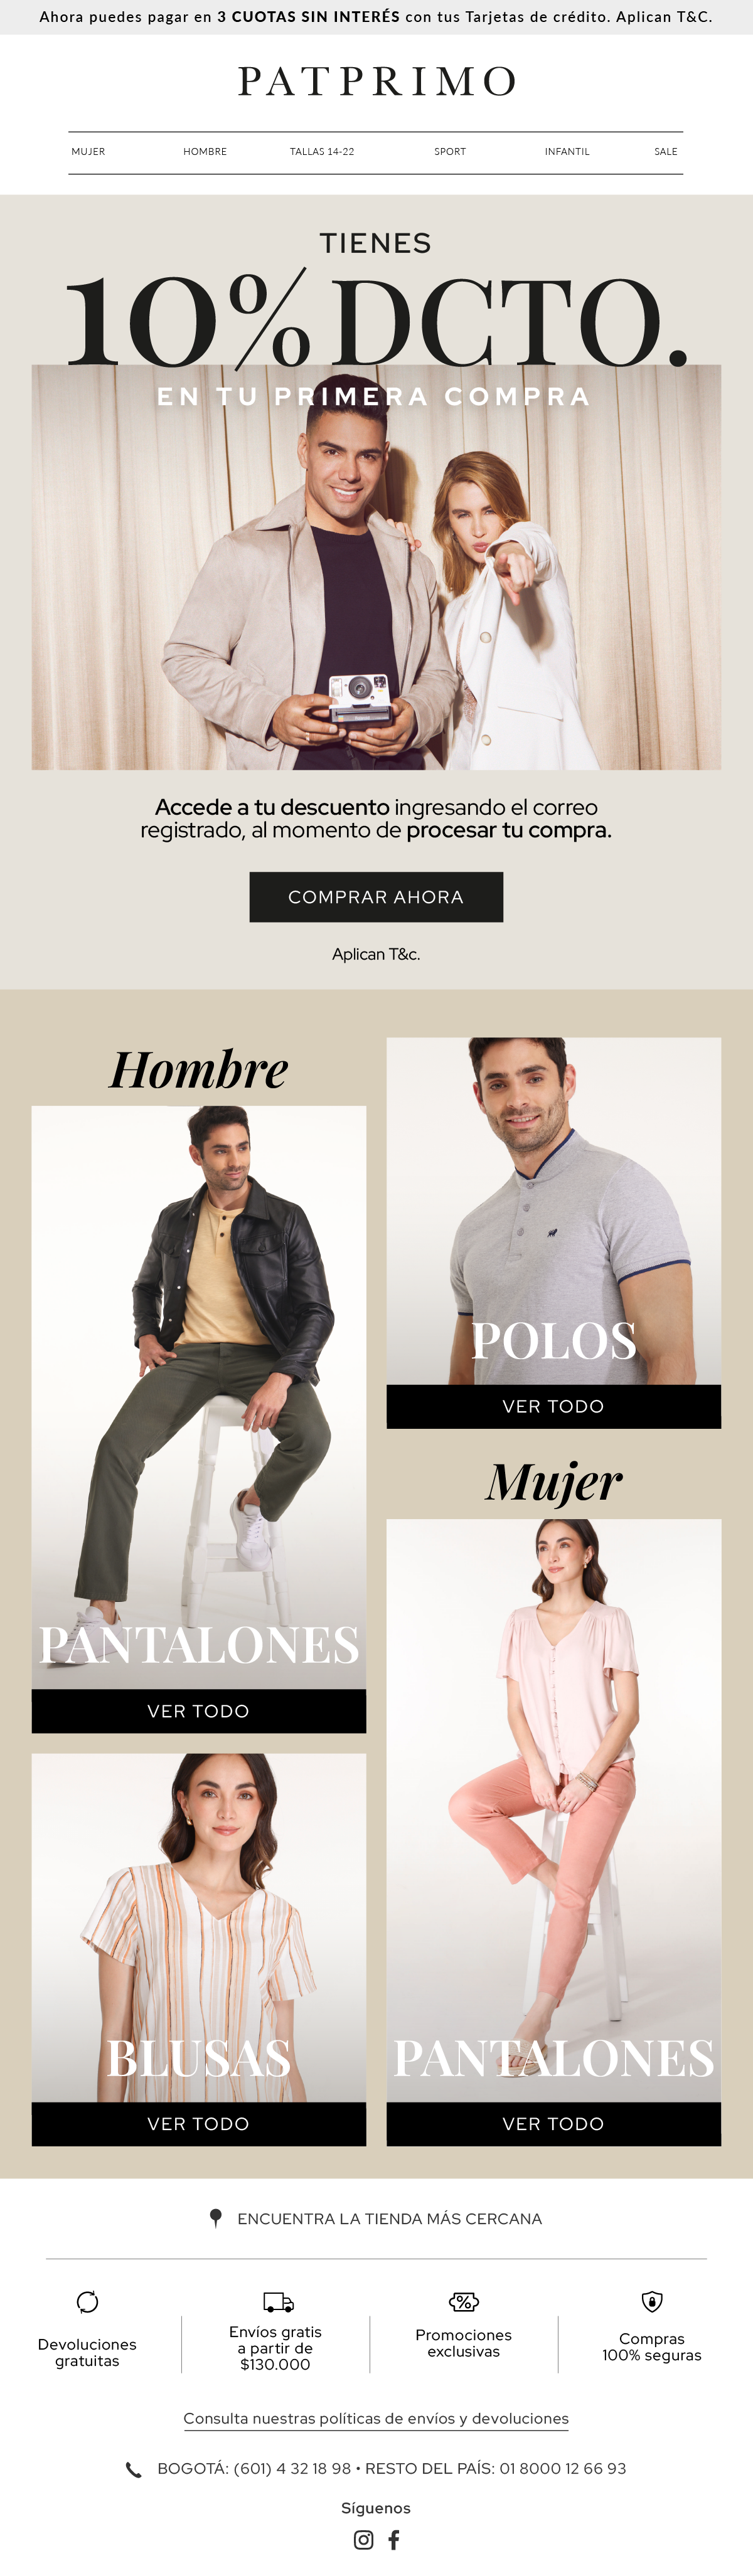 Ahora puedes pagar en 3 CUOTAS SIN INTERÉS con tus Tarjetas de crédito. Aplican T&C.
PATPRIMO
MUJER HOMBRE TALLAS 14-22 SPORT INFANTIL SALE
TIENES
10% DCTO.
EN TU PRIMERA COMPRA
Accede a tu descuento ingresando el correo
registrado, al momento de procesar tu compra.
COMPRAR AHORA
Aplican T&c.
Hombre
PANTALONES
VER TODO
POLOS
VER TODO
Mujer
BLUSAS
VER TODO
PANTALONES
VER TODO
ENCUENTRA LA TIENDA MÁS CERCANA
Devoluciones
gratuitas
Envíos gratis
a partir de
$130.000
Promociones
exclusivas
Compras
100% seguras
Consulta nuestras políticas de envíos y devoluciones
BOGOTÁ: (601) 4 32 18 98 • RESTO DEL PAÍS: 01 8000 12 66 93
Síguenos